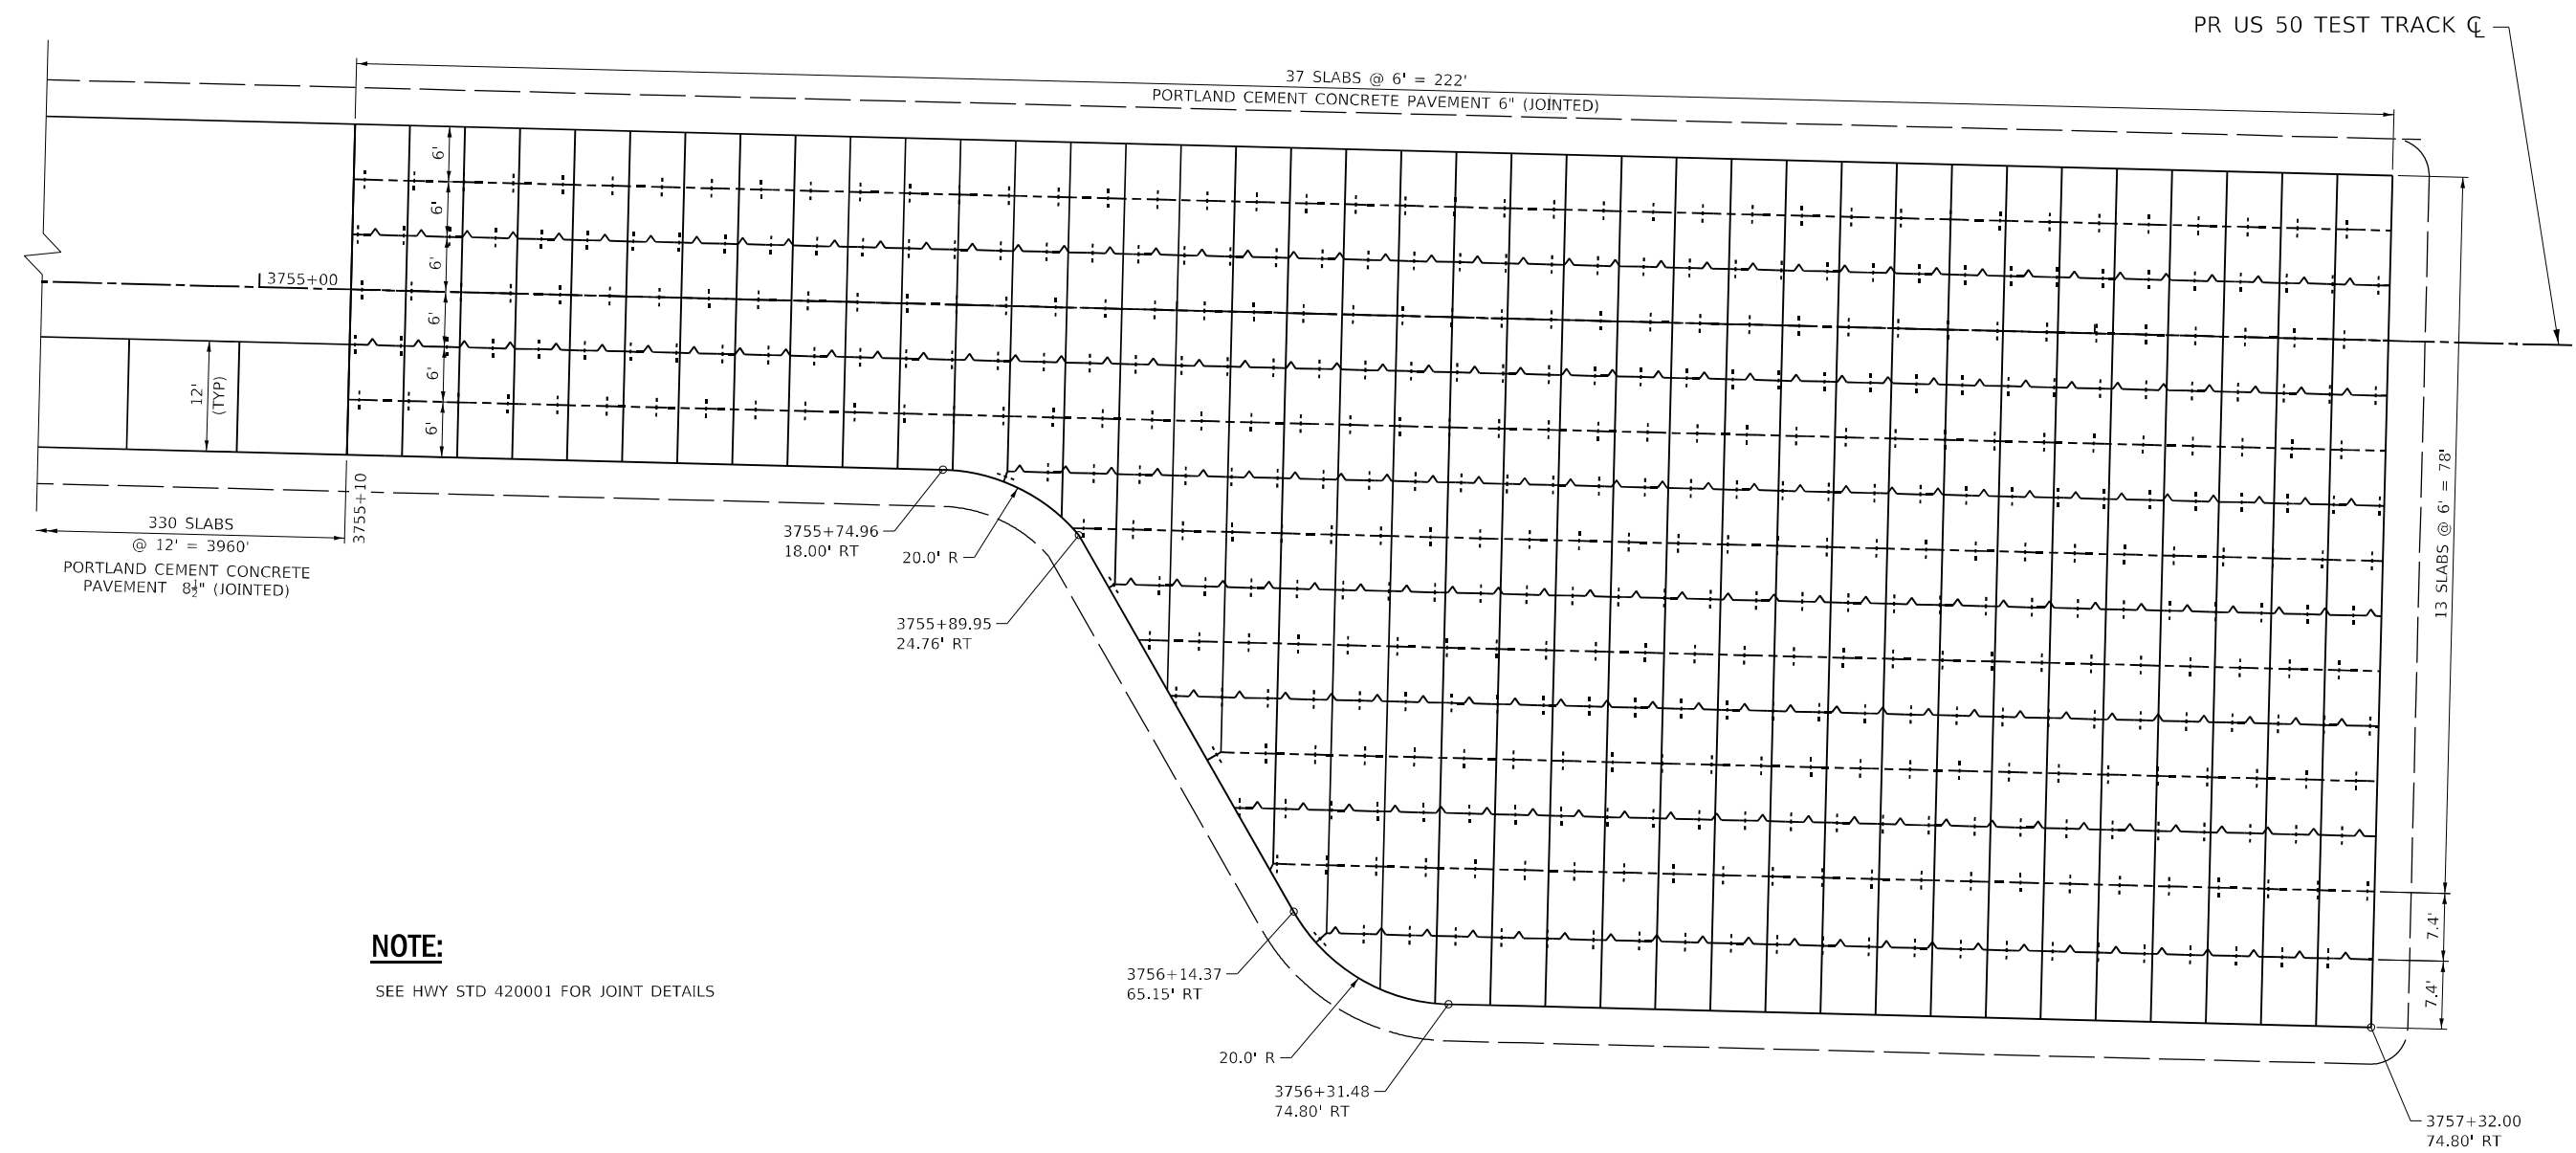 PR US 50 TEST TRACK ℄
37 SLABS @ 6' = 222'
PORTLAND CEMENT CONCRETE PAVEMENT 6" (JOINTED)
6'
6'
6'
6'
6'
6'
3755+00
12'
(TYP)
3755+10
330 SLABS
@ 12' = 3960'
PORTLAND CEMENT CONCRETE
PAVEMENT 8½" (JOINTED)
3755+74.96
18.00' RT
20.0' R
3755+89.95
24.76' RT
13 SLABS @ 6' = 78'
7.4'
7.4'
NOTE:
SEE HWY STD 420001 FOR JOINT DETAILS
3756+14.37
65.15' RT
20.0' R
3756+31.48
74.80' RT
3757+32.00
74.80' RT